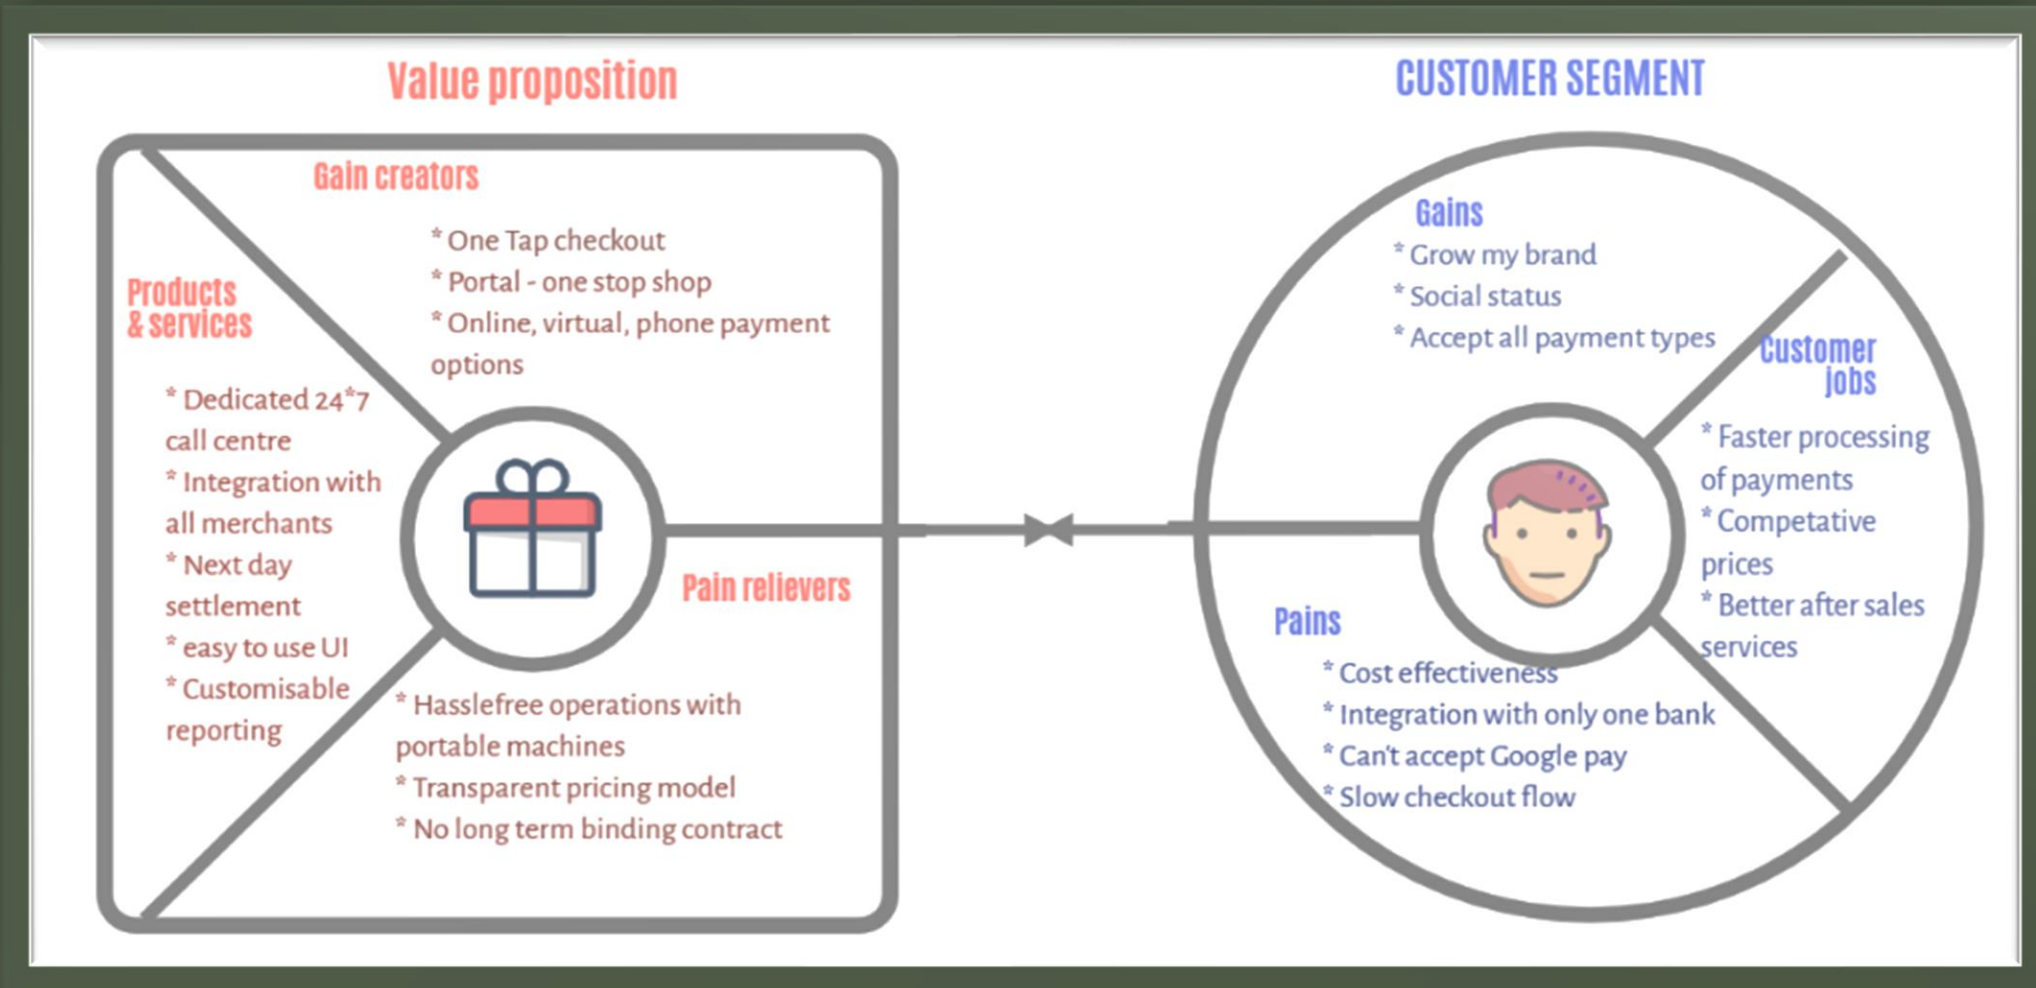 Value proposition
Gain creators
* One Tap checkout
* Portal - one stop shop
* Online, virtual, phone payment
options
Products
& services
* Dedicated 24*7
call centre
* Integration with
all merchants
* Next day
settlement
* easy to use UI
* Customisable
reporting
Pain relievers
* Hasslefree operations with
portable machines
* Transparent pricing model
* No long term binding contract
CUSTOMER SEGMENT
Gains
* Grow my brand
* Social status
* Accept all payment types
Customer
jobs
* Faster processing
of payments
* Competative
prices
* Better after sales
services
Pains
* Cost effectiveness
* Integration with only one bank
* Can't accept Google pay
* Slow checkout flow